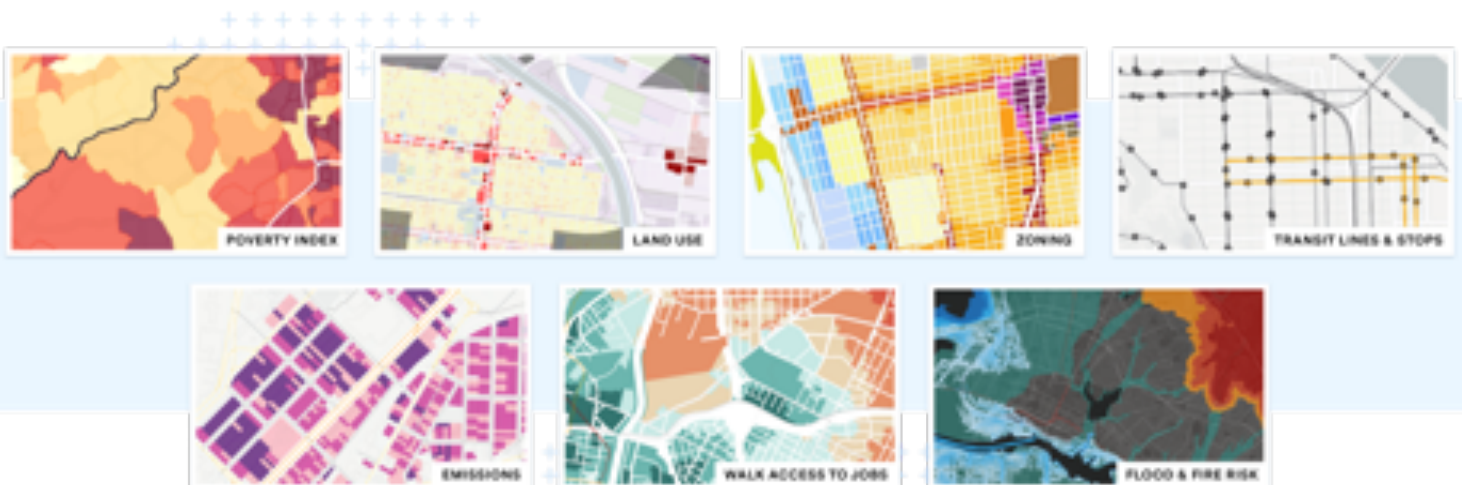 POVERTY INDEX
LAND USE
ZONING
TRANSIT LINES & STOPS
EMISSIONS
WALK ACCESS TO JOBS
FLOOD & FIRE RISK